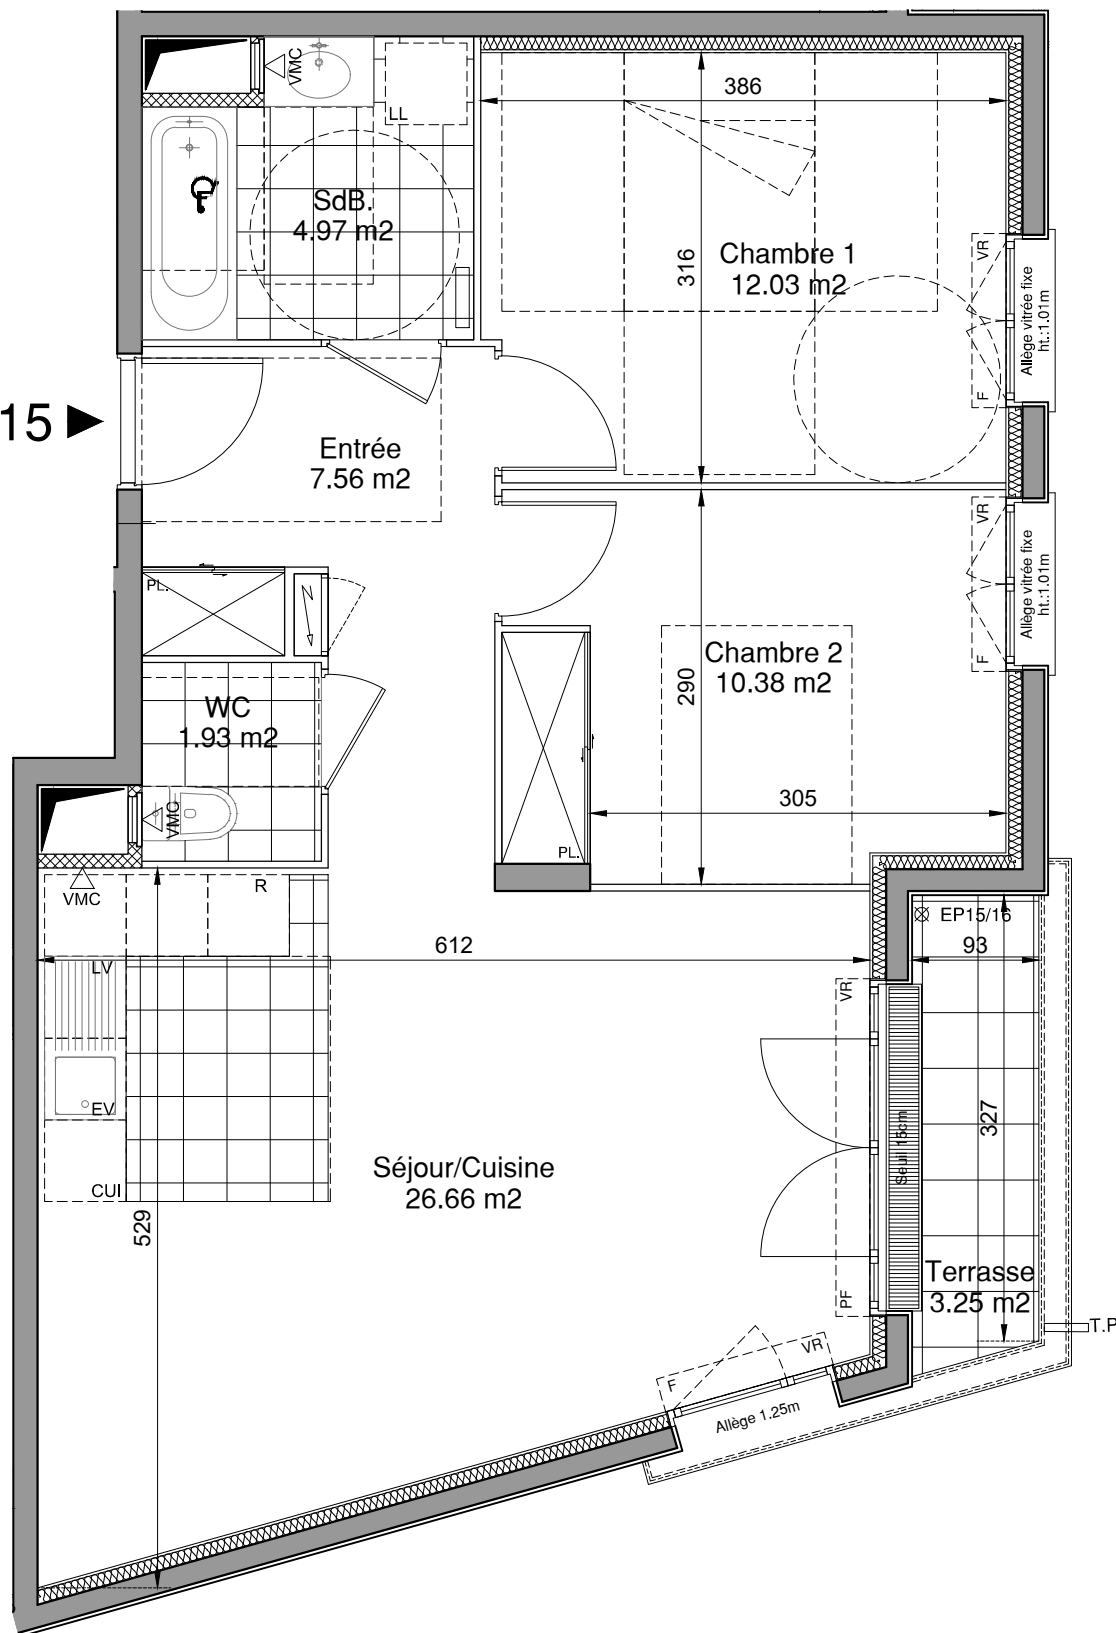 VMC
LL
386
SdB.
4.97 m2
316
Chambre 1
12.03 m2
VR
F
Allège vitrée fixe
ht.:1.01m
15
Entrée
7.56 m2
PL.
VR
F
Allège vitrée fixe
ht.:1.01m
WC
1.93 m2
VMC
290
Chambre 2
10.38 m2
305
PL.
VMC
R
612
EP15/16
93
LV
VR
EV
CUI
529
Séjour/Cuisine
26.66 m2
Seuil 15cm
327
PF
Terrasse
3.25 m2
T.P
VR
F
Allège 1.25m